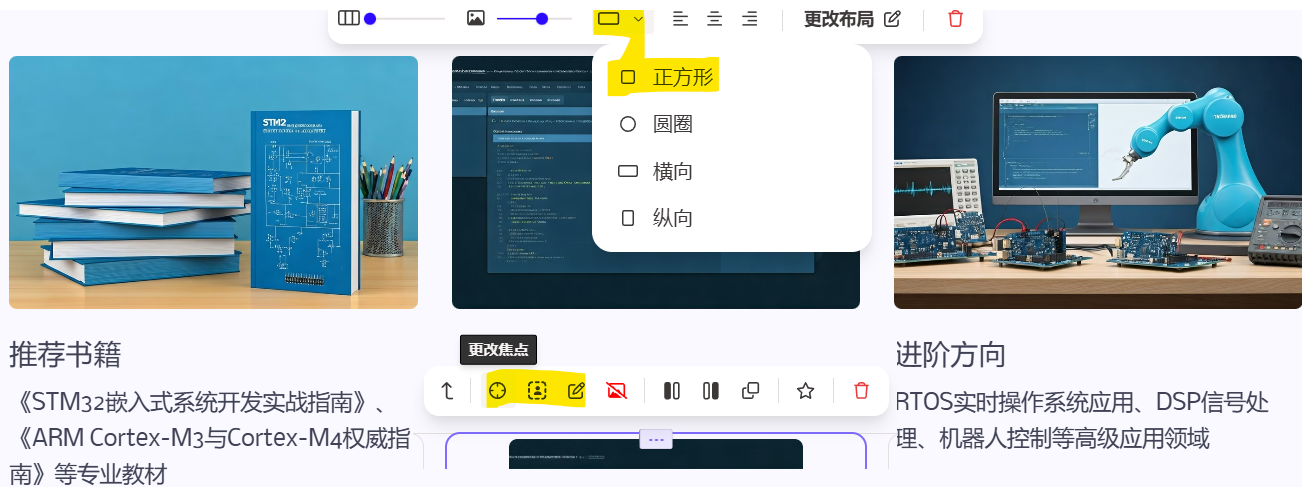 更改布局
正方形
圆圈
横向
纵向
STM2
推荐书籍
更改焦点
进阶方向
《STM32嵌入式系统开发实战指南》、
《ARM Cortex-M3与Cortex-M4权威指
南》等专业教材
RTOS实时操作系统应用、DSP信号处
理、机器人控制等高级应用领域